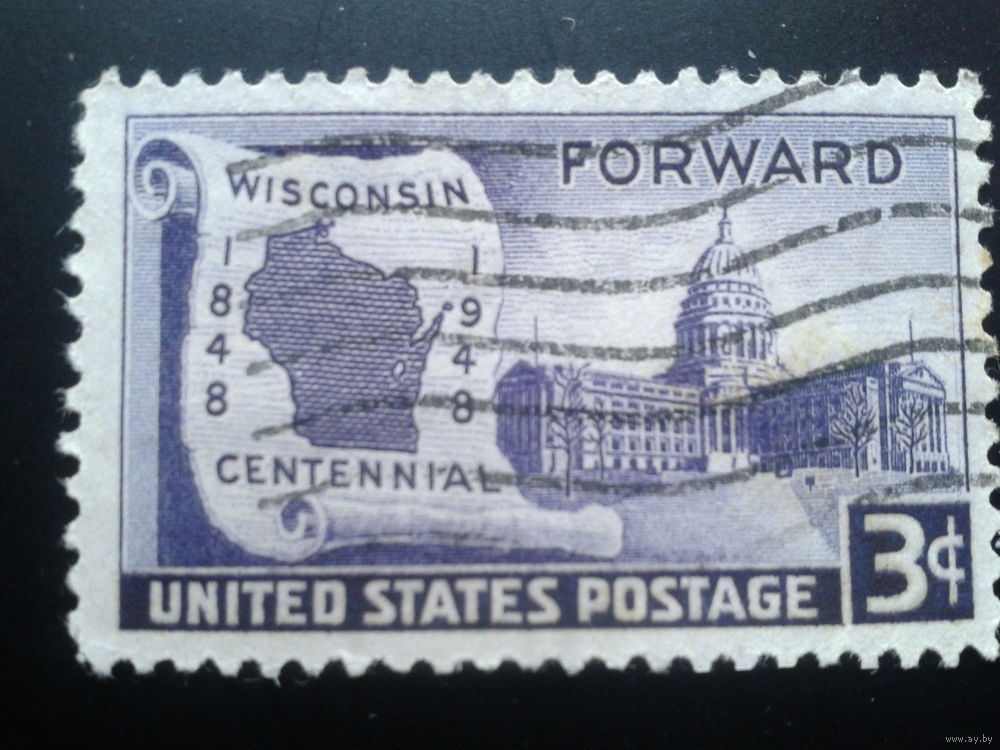 WISCONSIN
FORWARD
1848
1948
CENTENNIAL
3¢
UNITED STATES POSTAGE
www.ay.by